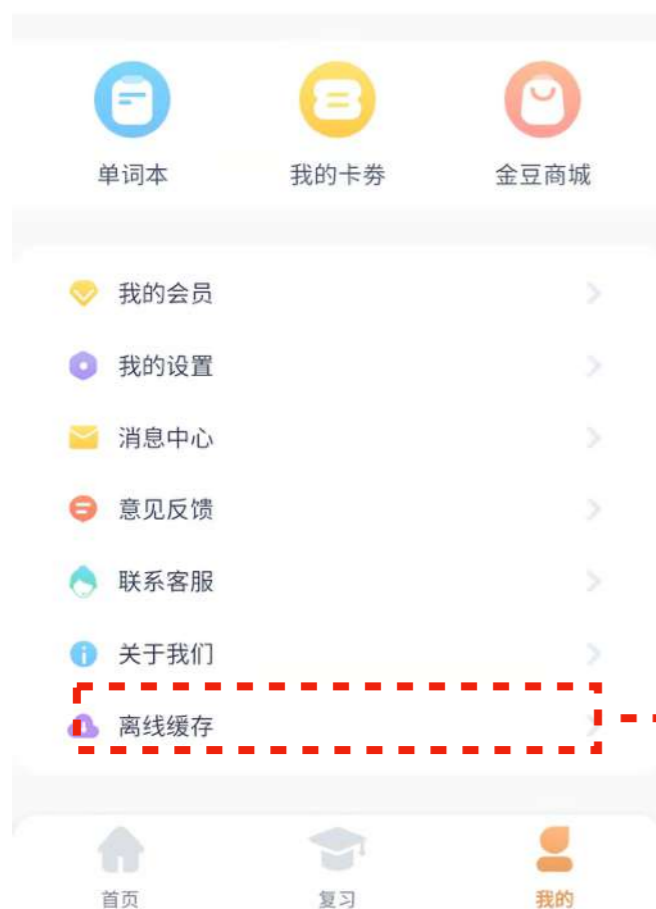 单词本 我的卡券 金豆商城
我的会员
我的设置
消息中心
意见反馈
联系客服
关于我们
离线缓存
首页 复习 我的